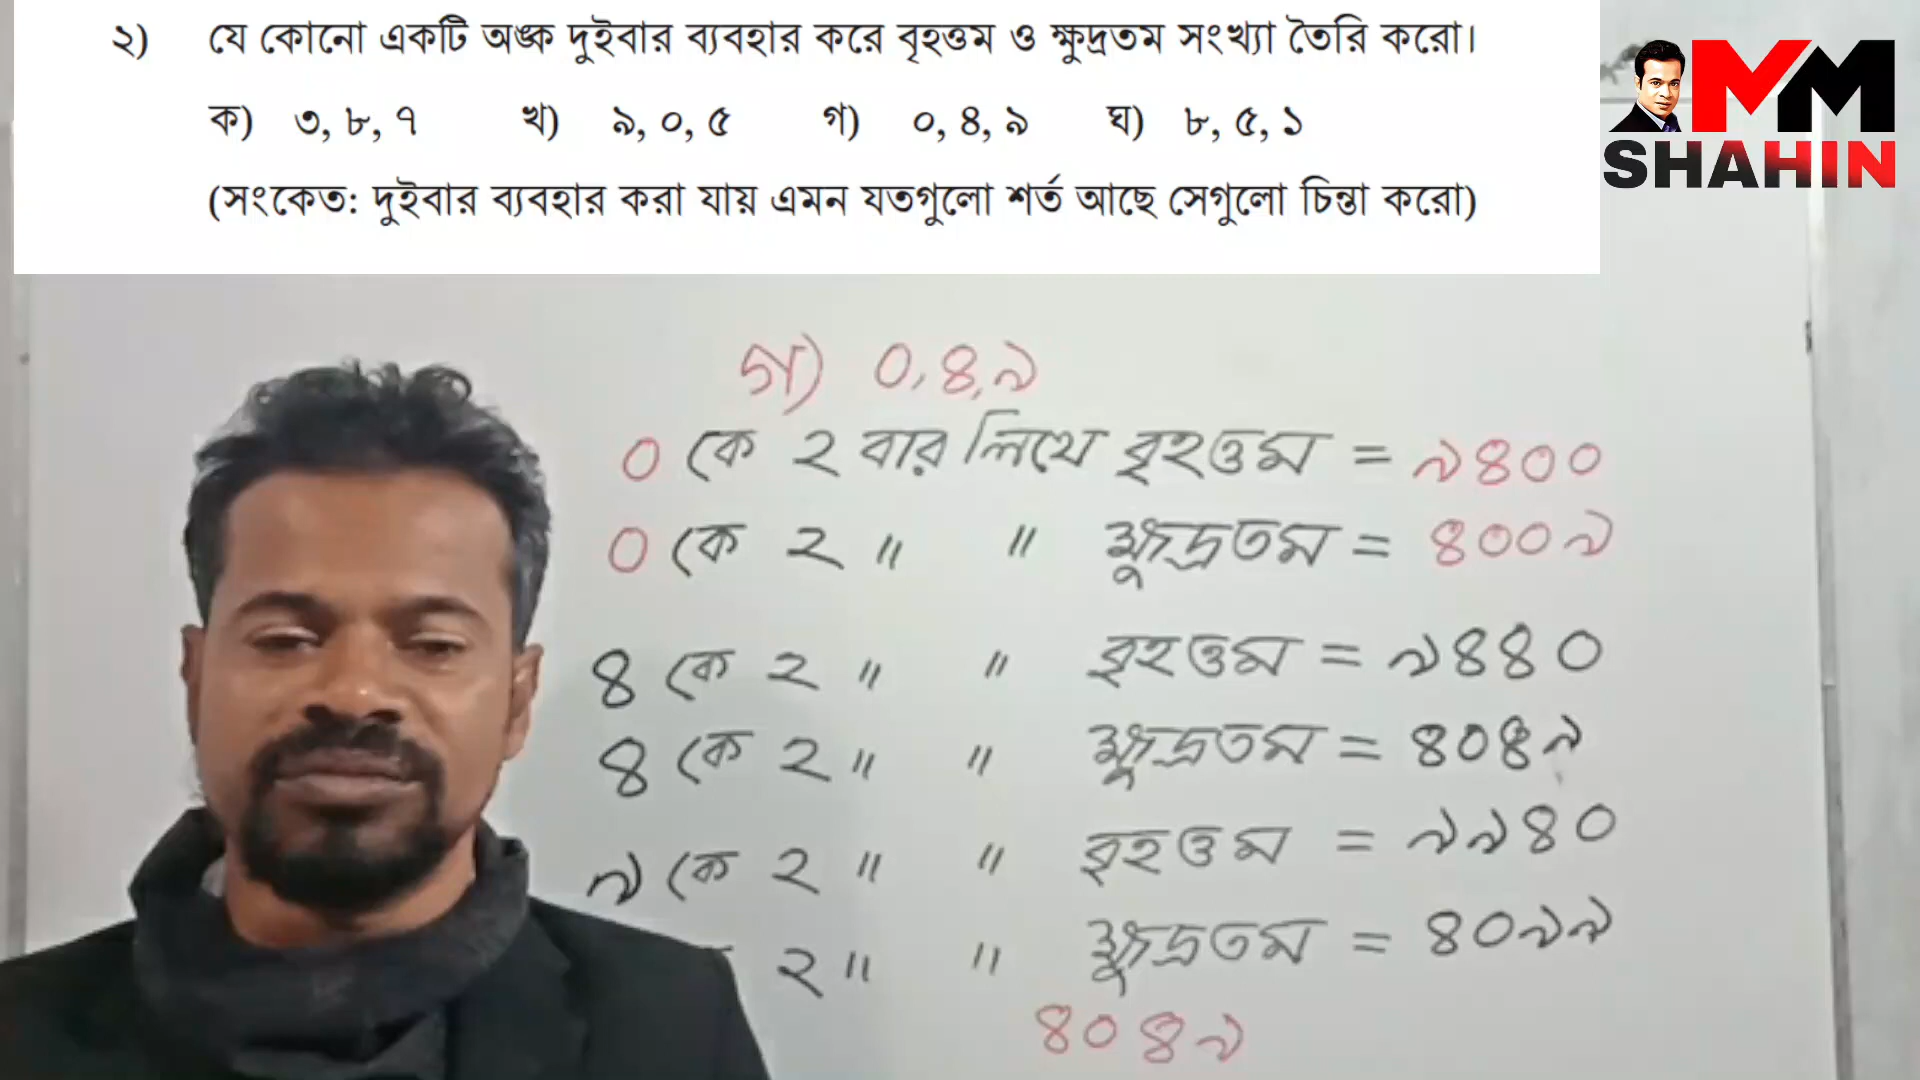 ২) যে কোনো একটি অঙ্ক দুইবার ব্যবহার করে বৃহত্তম ও ক্ষুদ্রতম সংখ্যা তৈরি করো।
ক) ৩, ৮, ৭ খ) ৯, ০, ৫ গ) ০, ৪, ৯ ঘ) ৮, ৫, ১
(সংকেত: দুইবার ব্যবহার করা যায় এমন যতগুলো শর্ত আছে সেগুলো চিন্তা করো)
MM
SHAHIN
গ) ০,৪,৯
০ কে ২ বার লিখে বৃহত্তম = ৯৪০০
০ কে ২ " " ক্ষুদ্রতম = ৪০০৯
৪ কে ২ " " বৃহত্তম = ৯৪৪০
৪ কে ২ " " ক্ষুদ্রতম = ৪০৪৯
৯ কে ২ " " বৃহত্তম = ৯৯৪০
২ " " ক্ষুদ্রতম = ৪০৯৯
৪০৪৯